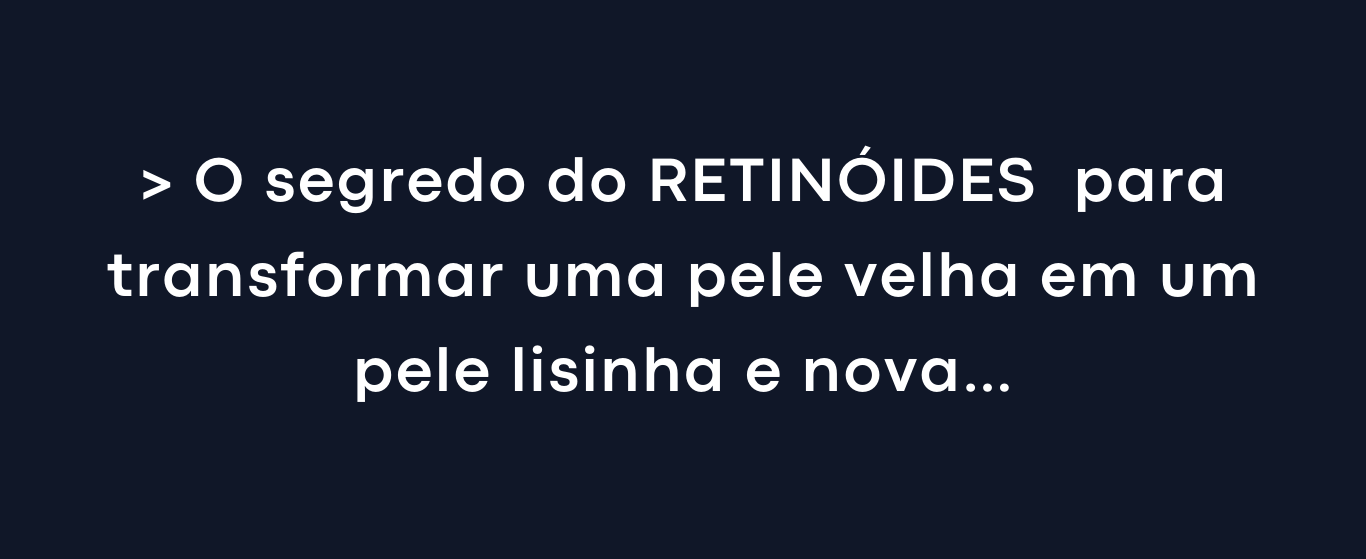 > O segredo do RETINÓIDES  para
transformar uma pele velha em um
pele lisinha e nova...